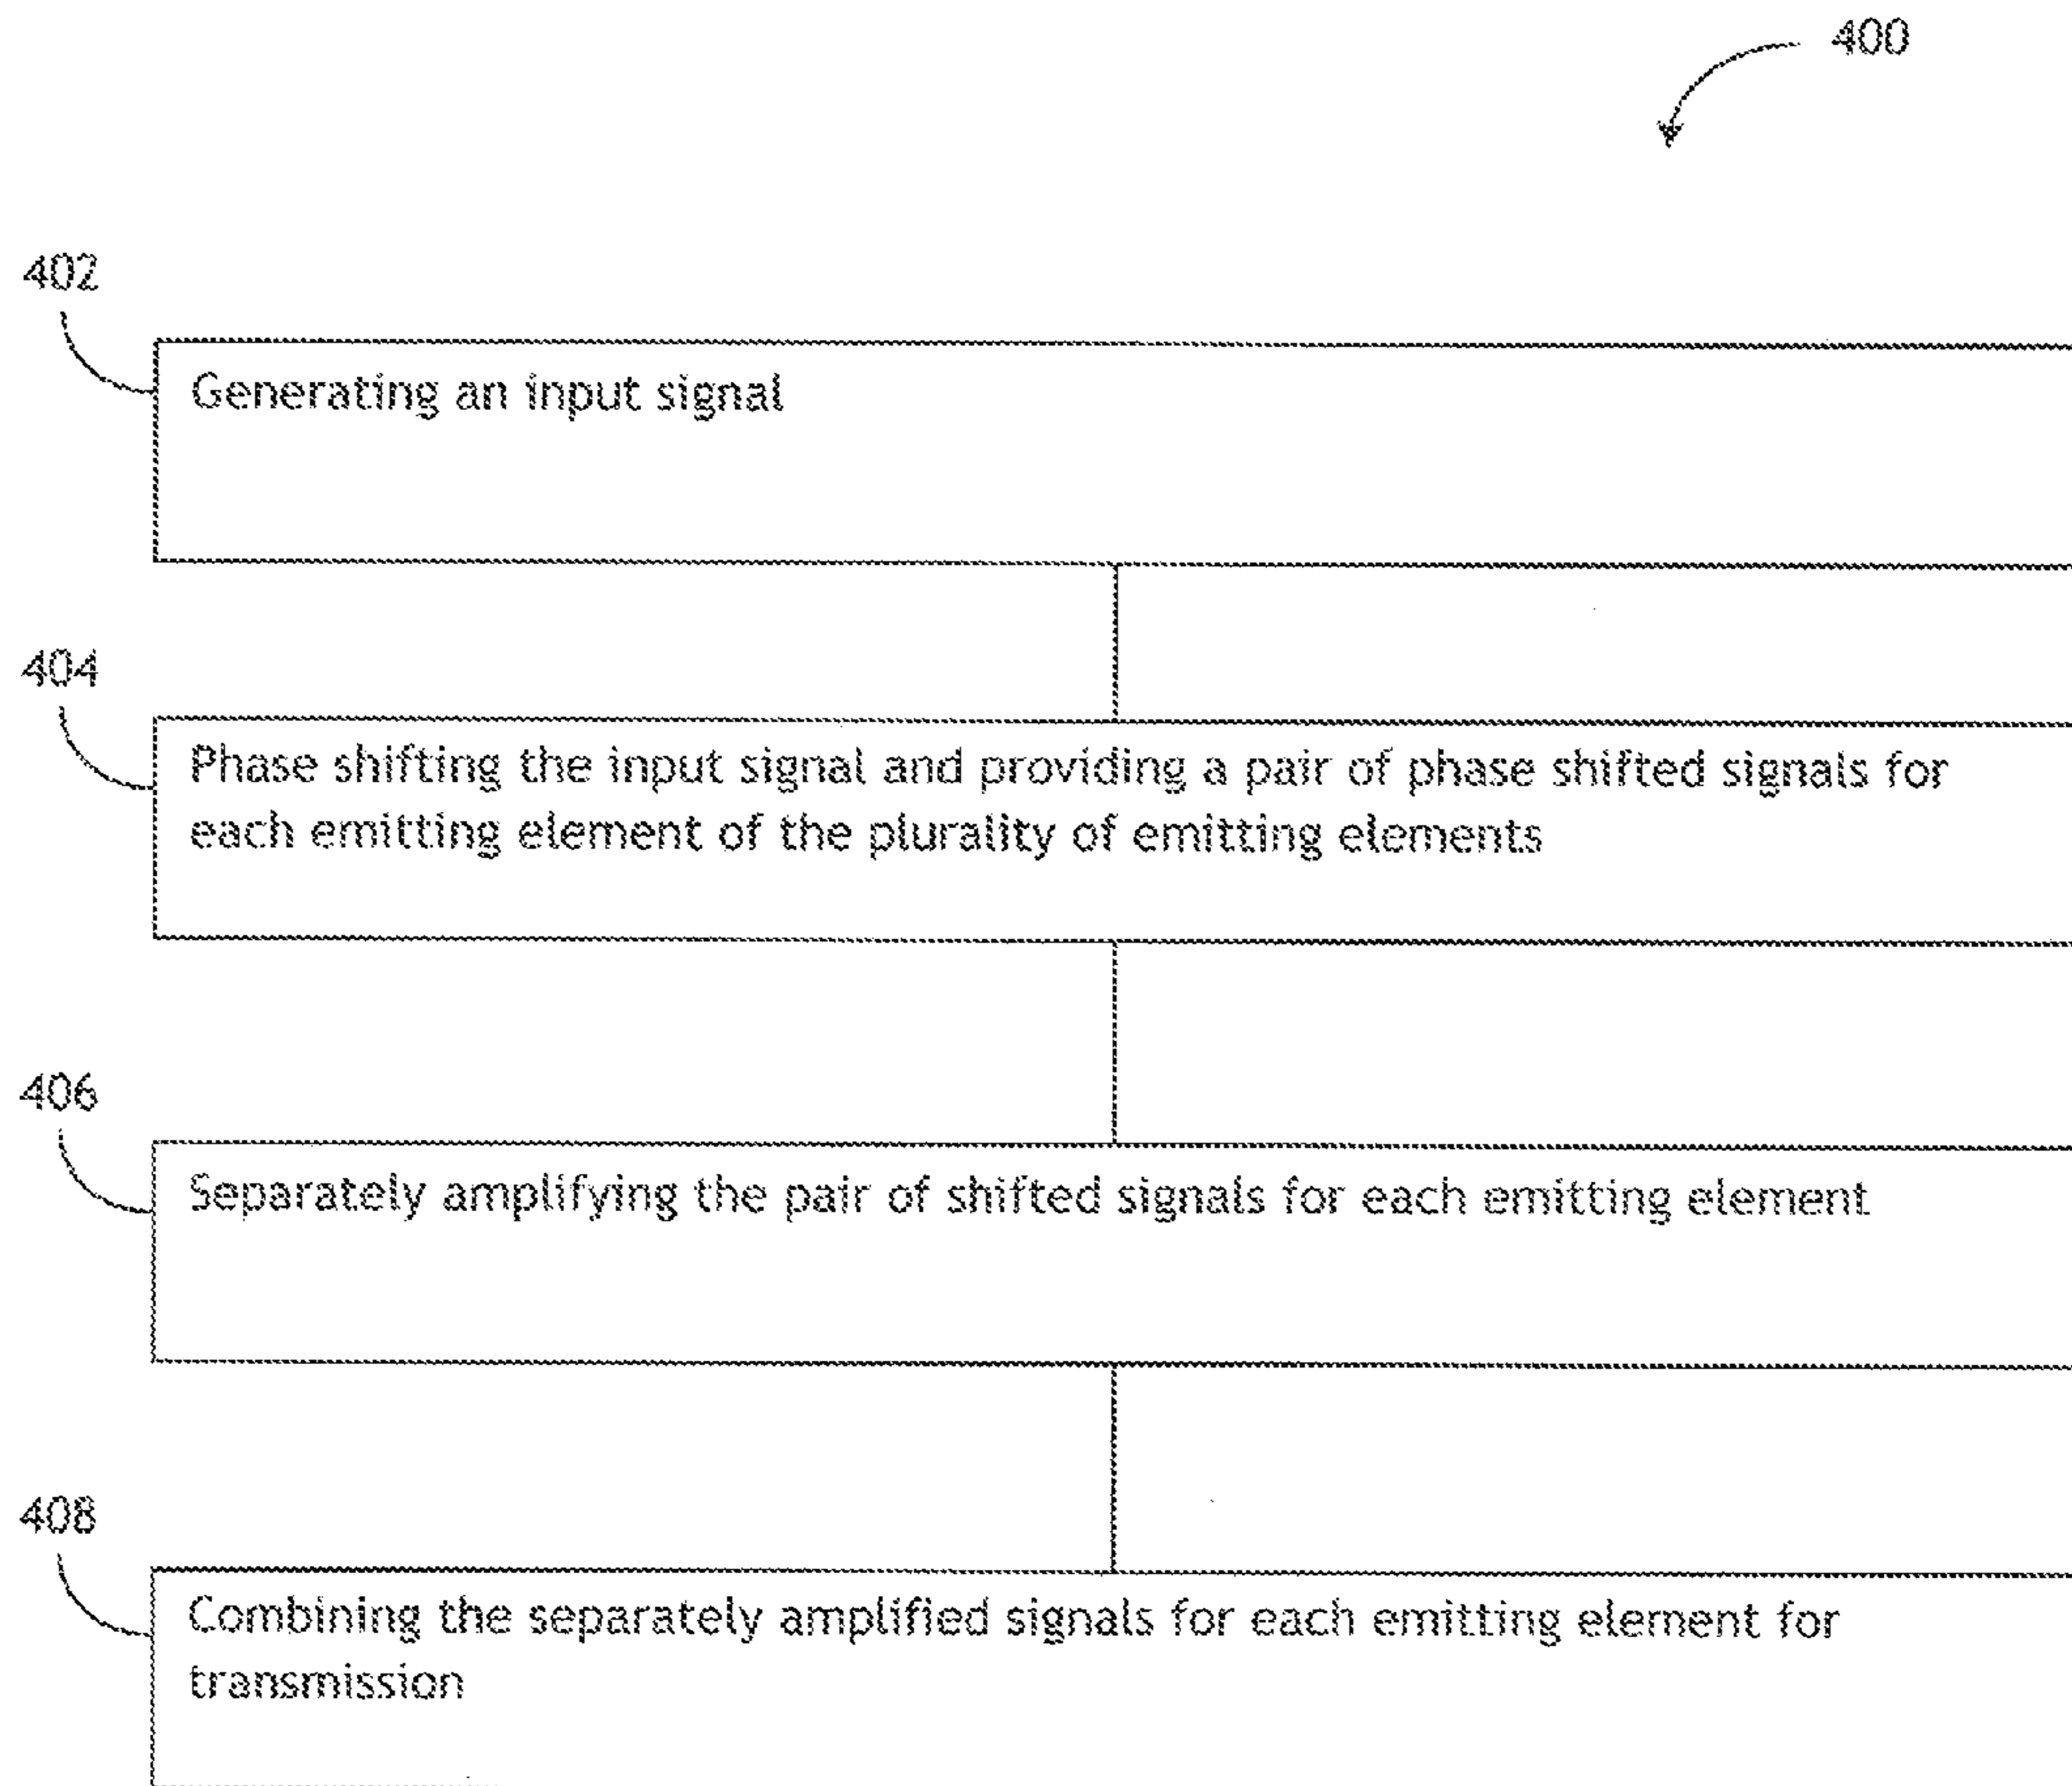 400
402
Generating an input signal
404
Phase shifting the input signal and providing a pair of phase shifted signals for
each emitting element of the plurality of emitting elements
406
Separately amplifying the pair of shifted signals for each emitting element
408
Combining the separately amplified signals for each emitting element for
transmission